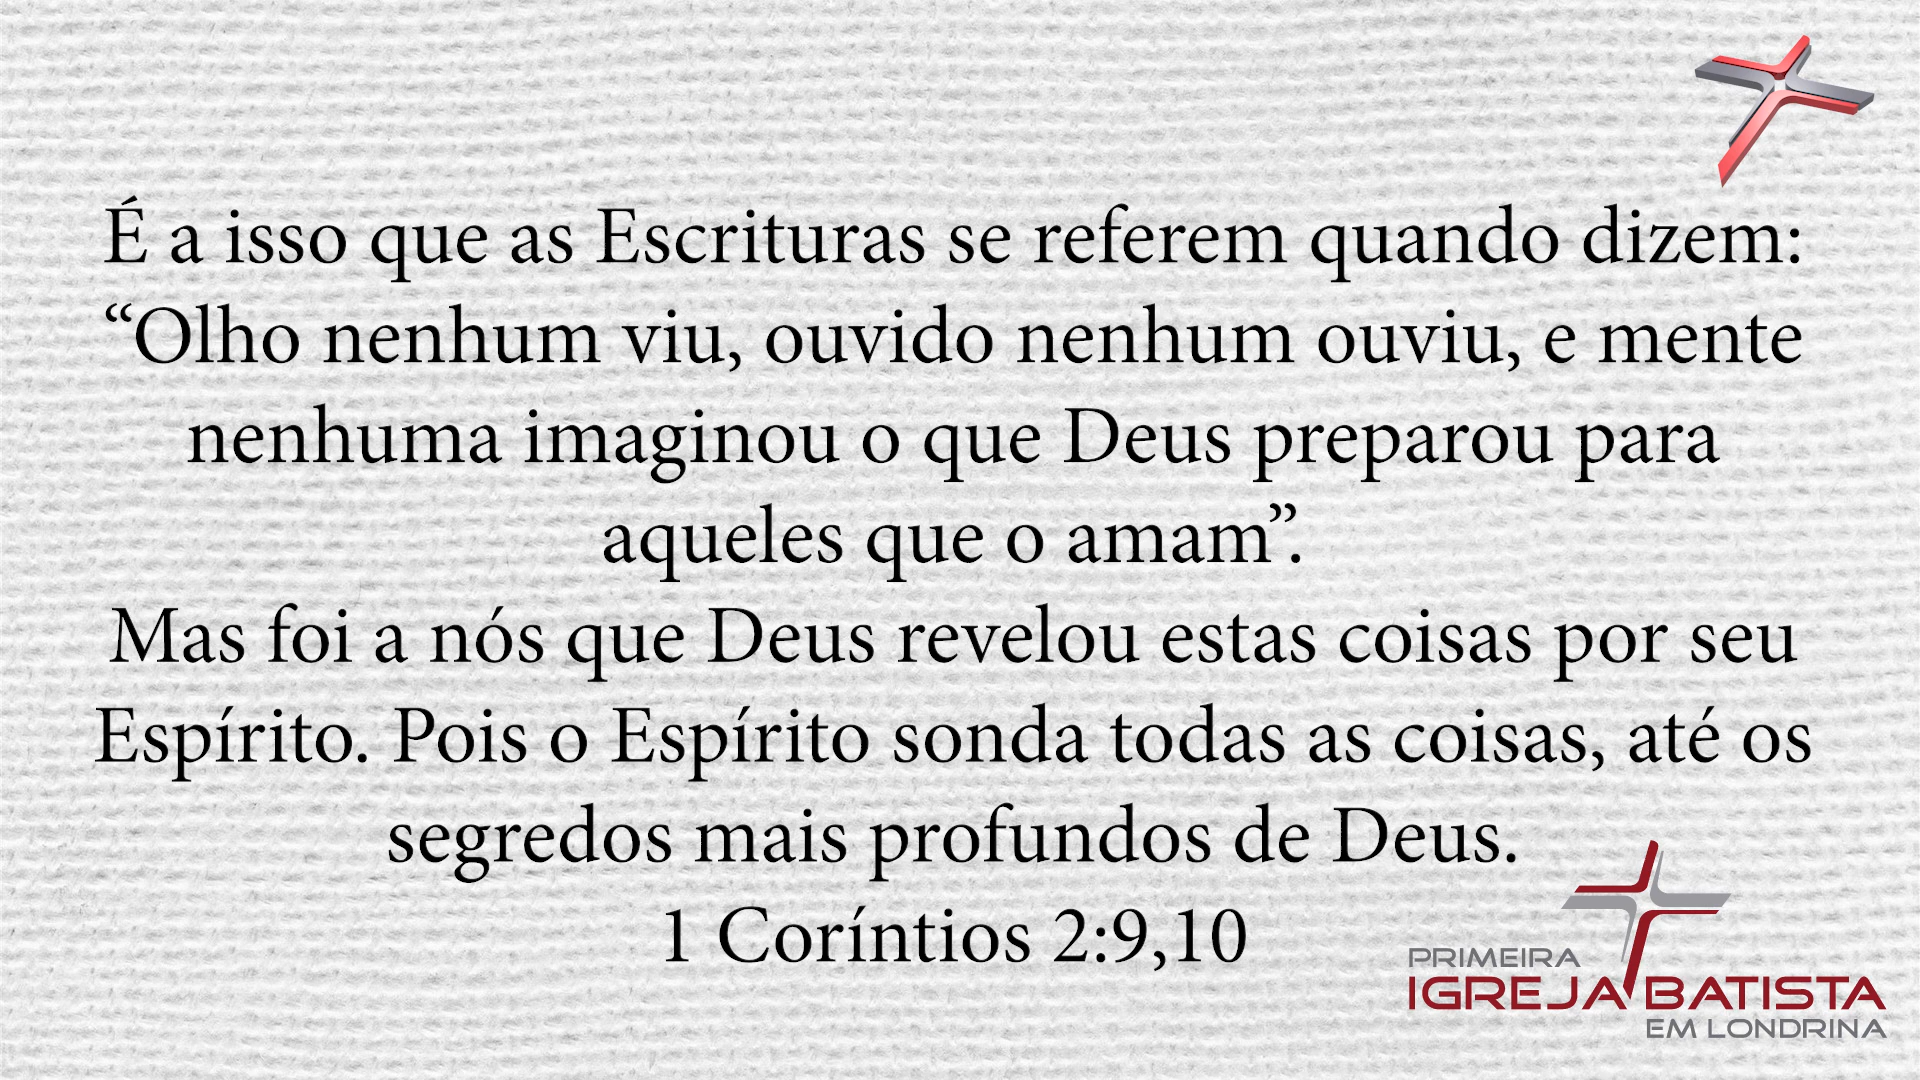 É a isso que as Escrituras se referem quando dizem:
“Olho nenhum viu, ouvido nenhum ouviu, e mente
nenhuma imaginou o que Deus preparou para
aqueles que o amam”.
Mas foi a nós que Deus revelou estas coisas por seu
Espírito. Pois o Espírito sonda todas as coisas, até os
segredos mais profundos de Deus.
1 Coríntios 2:9,10
PRIMEIRA
IGREJA BATISTA
EM LONDRINA